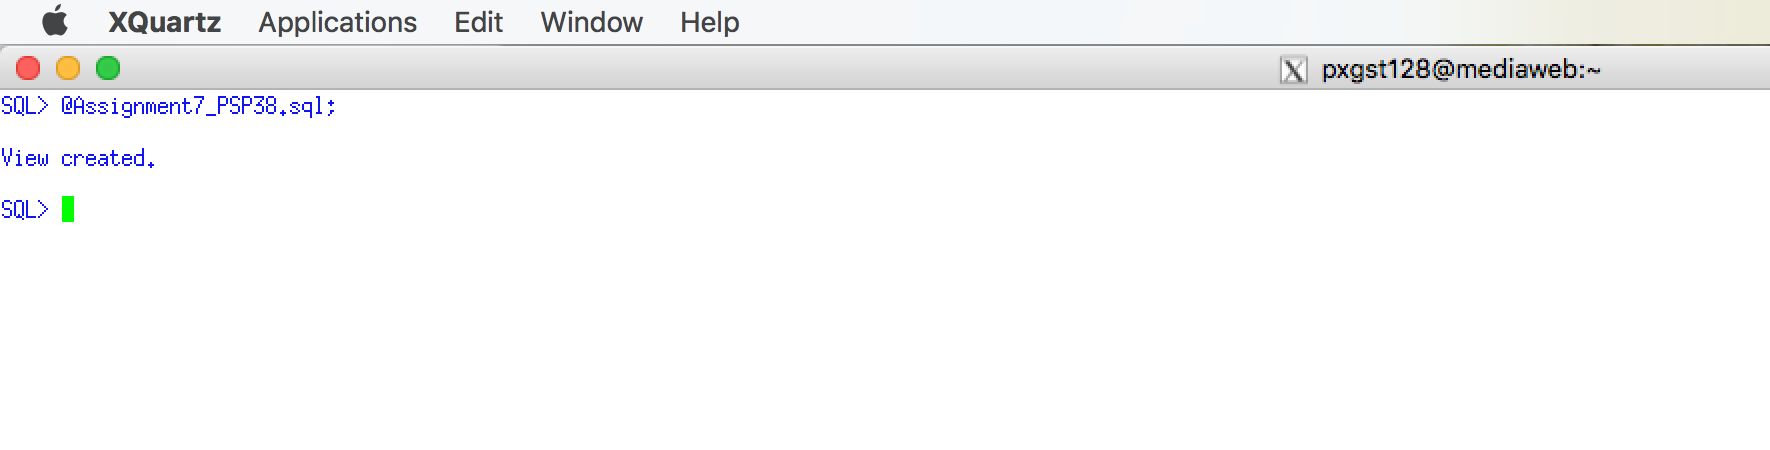 XQuartz Applications Edit Window Help
X pxgst128@mediaweb:~
SQL> @Assignment7_PSP38.sql;
View created.
SQL>